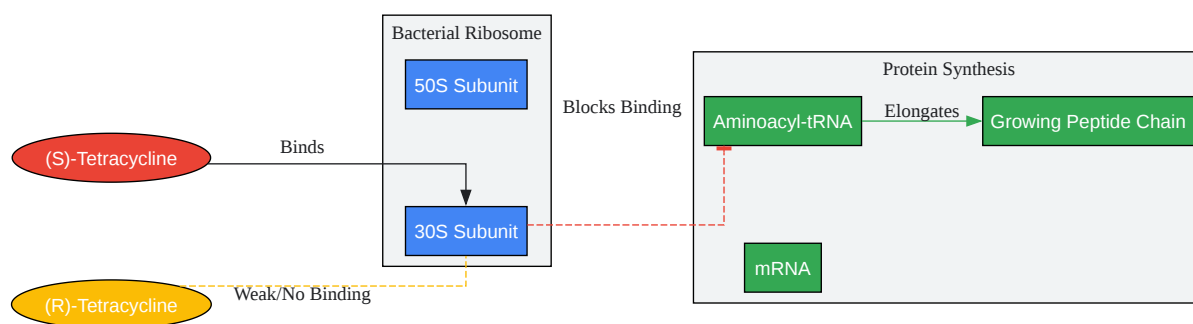 Bacterial Ribosome
50S Subunit
30S Subunit
Protein Synthesis
Aminoacyl-tRNA
Elongates
Growing Peptide Chain
mRNA
Blocks Binding
(S)-Tetracycline
Binds
(R)-Tetracycline
Weak/No Binding